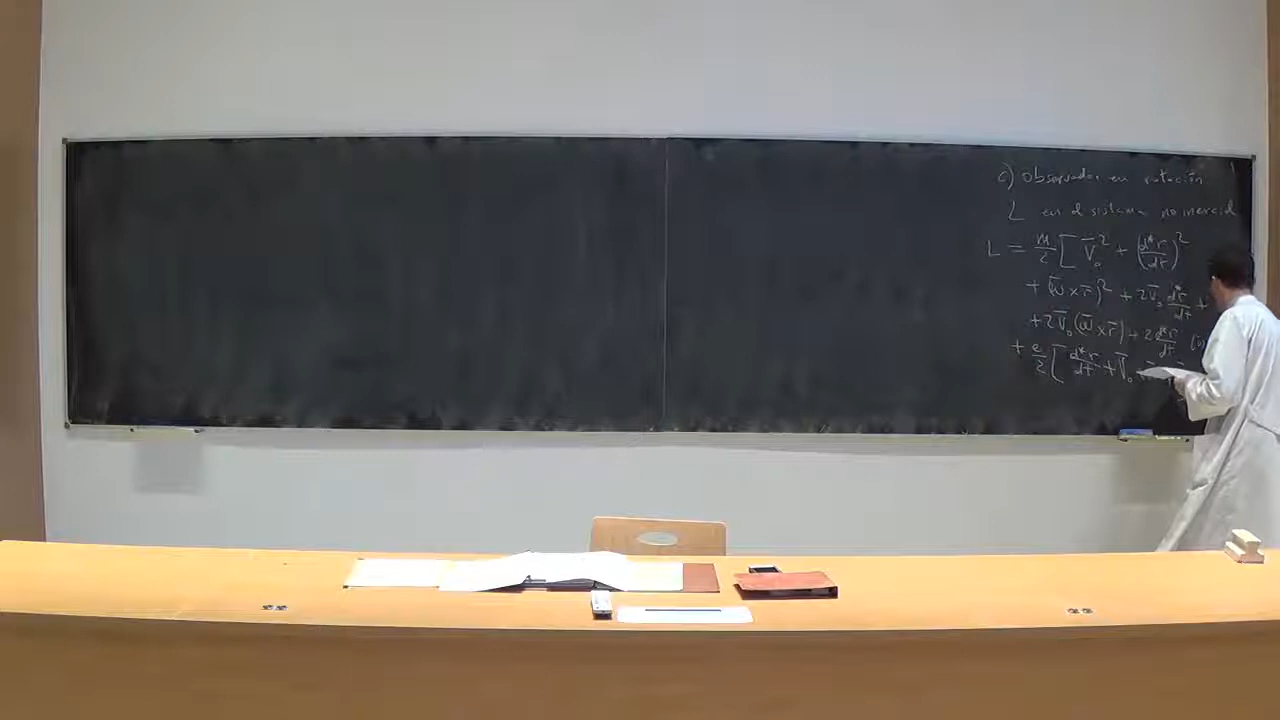 c) Observador en rotación
L en el sistema no inercial
L = m/2 [ V̄₀² + (d*r̄/dt)²
+ (ω̄ × r̄)² + 2V̄₀ d*r̄/dt +
+ 2V̄₀ (ω̄ × r̄) + 2 d*r̄/dt
+ e/2 [ d*r̄/dt + V̄₀